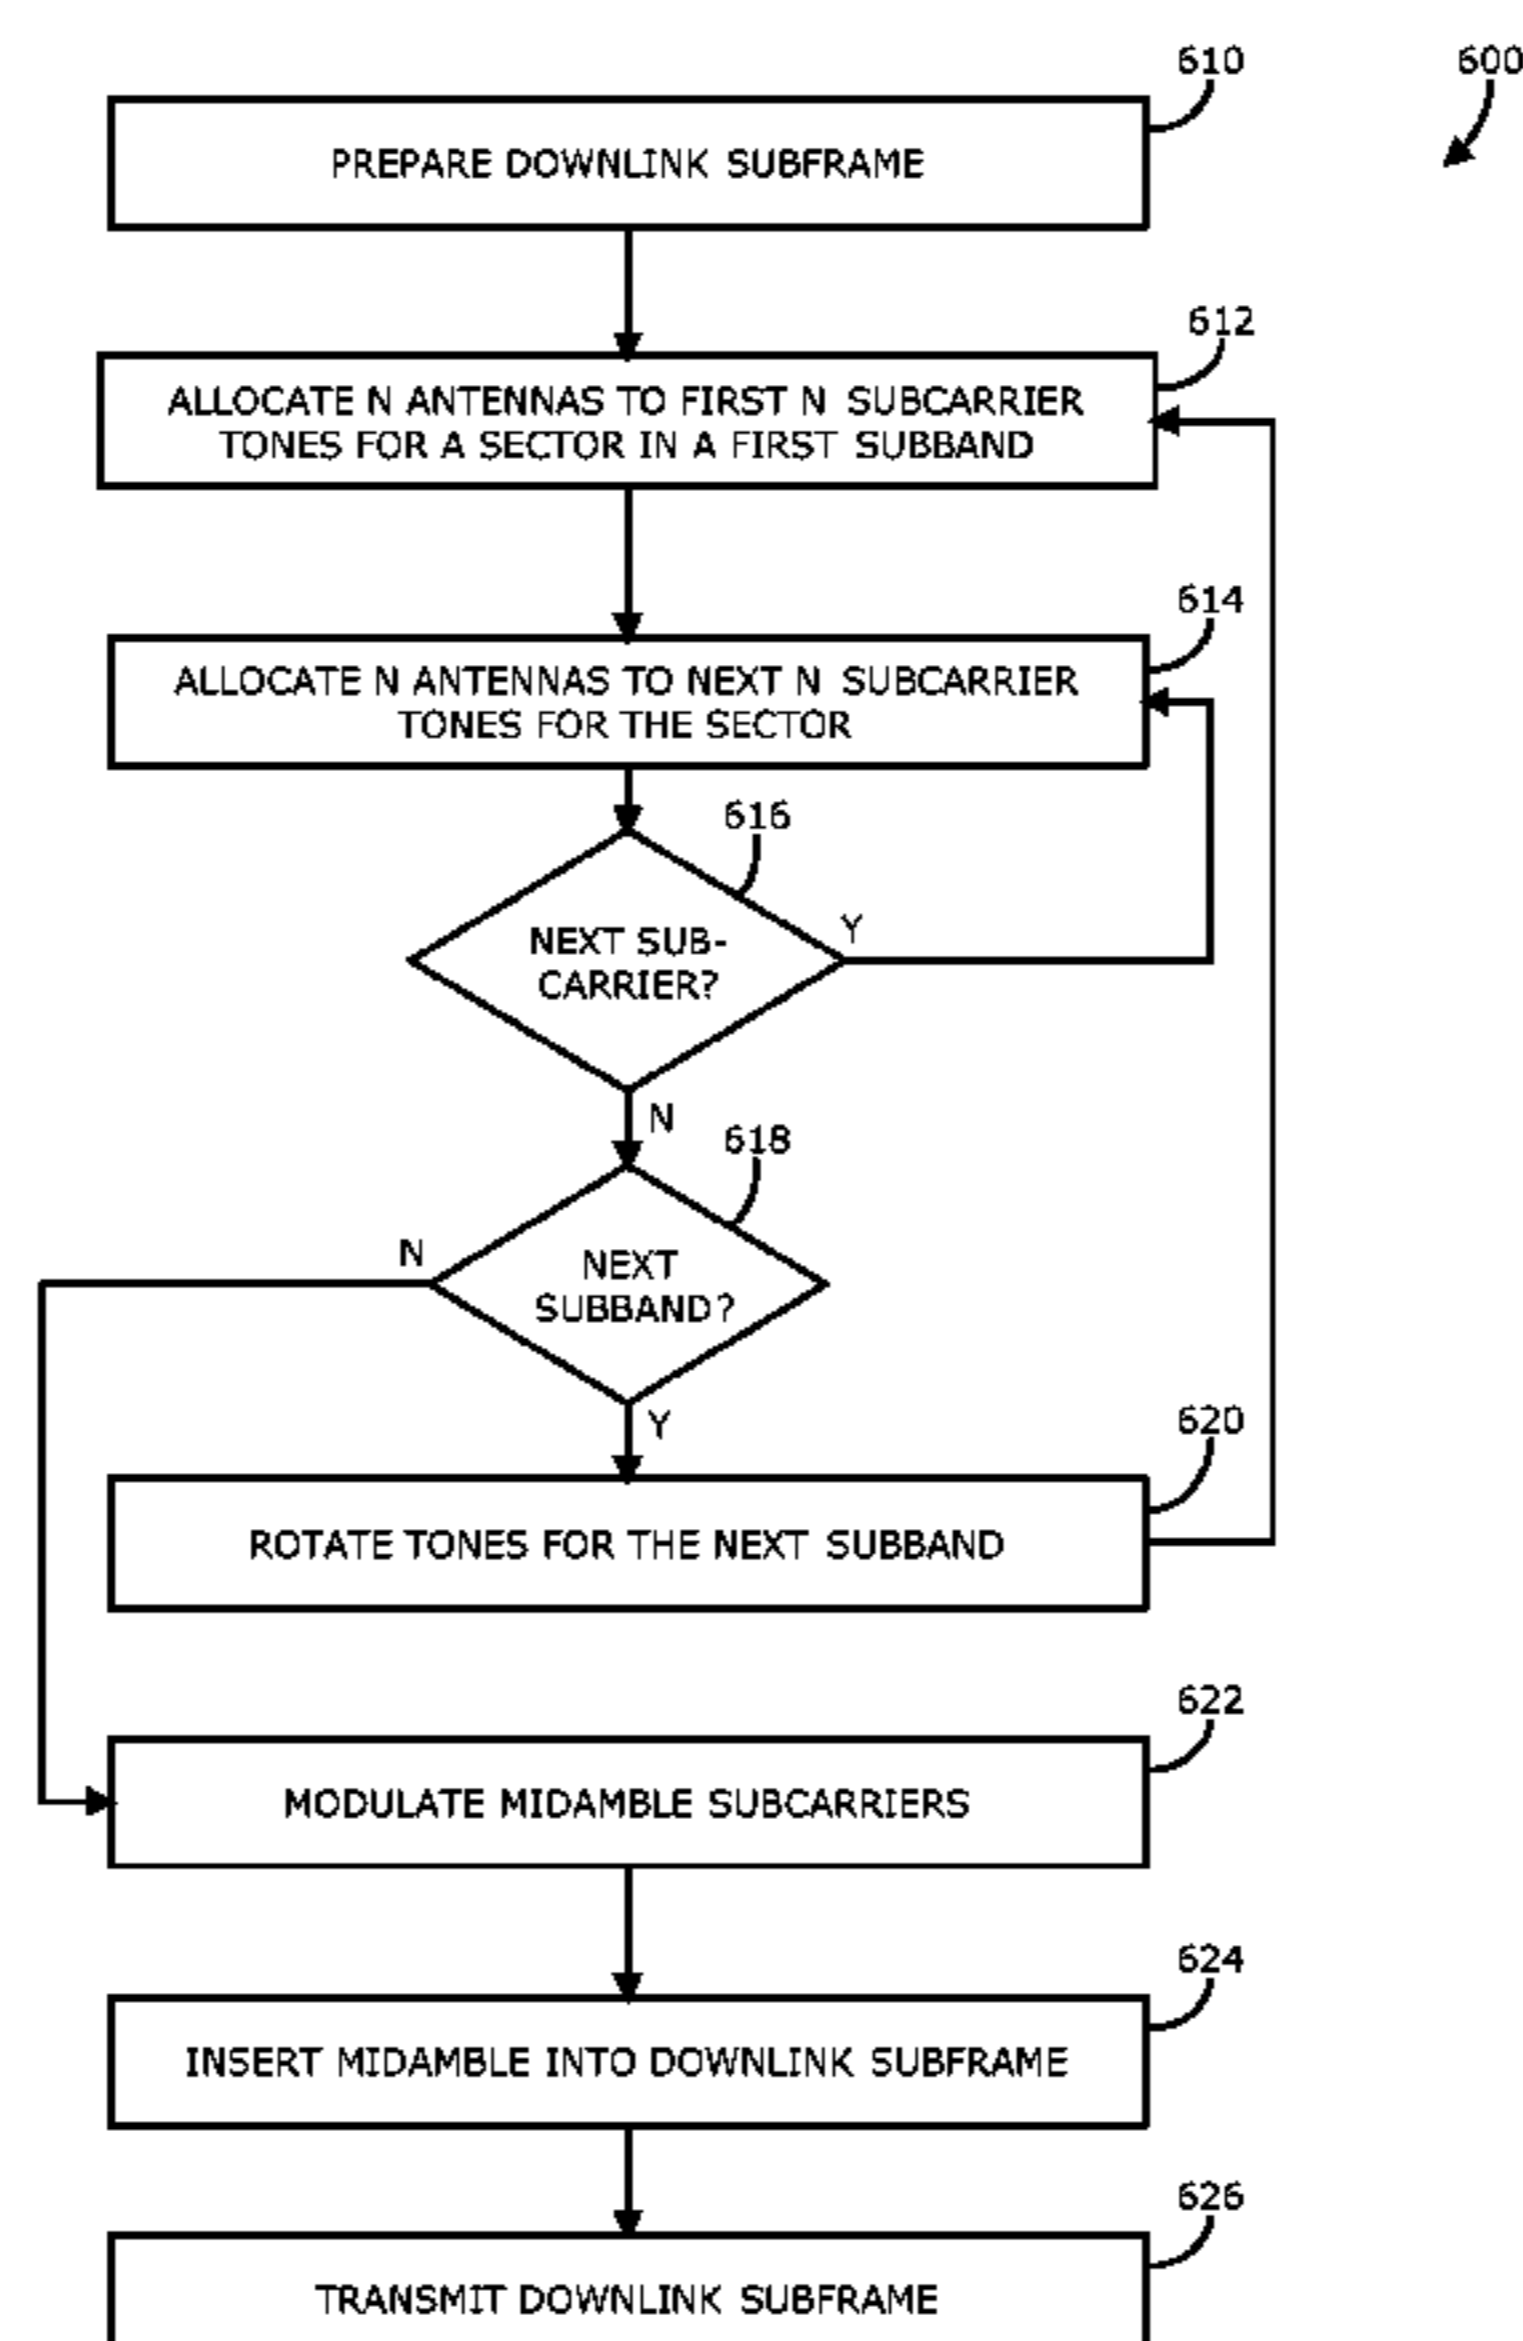 610
600
PREPARE DOWNLINK SUBFRAME
612
ALLOCATE N ANTENNAS TO FIRST N SUBCARRIER
TONES FOR A SECTOR IN A FIRST SUBBAND
614
ALLOCATE N ANTENNAS TO NEXT N SUBCARRIER
TONES FOR THE SECTOR
616
Y
NEXT SUB-
CARRIER?
N
618
N
NEXT
SUBBAND?
Y
620
ROTATE TONES FOR THE NEXT SUBBAND
622
MODULATE MIDAMBLE SUBCARRIERS
624
INSERT MIDAMBLE INTO DOWNLINK SUBFRAME
626
TRANSMIT DOWNLINK SUBFRAME